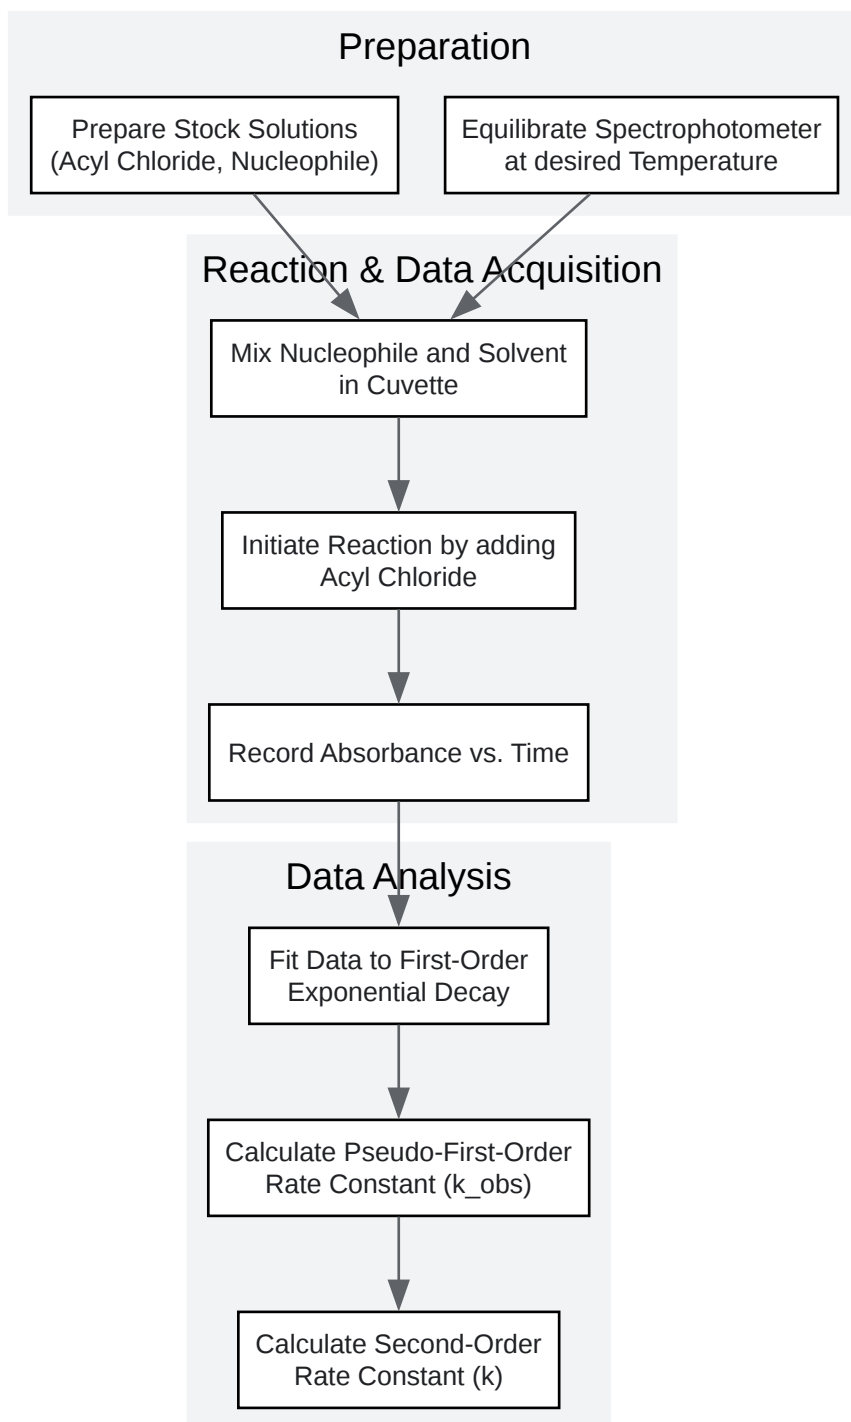 Preparation
Prepare Stock Solutions
(Acyl Chloride, Nucleophile)
Equilibrate Spectrophotometer
at desired Temperature
Reaction & Data Acquisition
Mix Nucleophile and Solvent
in Cuvette
Initiate Reaction by adding
Acyl Chloride
Record Absorbance vs. Time
Data Analysis
Fit Data to First-Order
Exponential Decay
Calculate Pseudo-First-Order
Rate Constant (k_obs)
Calculate Second-Order
Rate Constant (k)